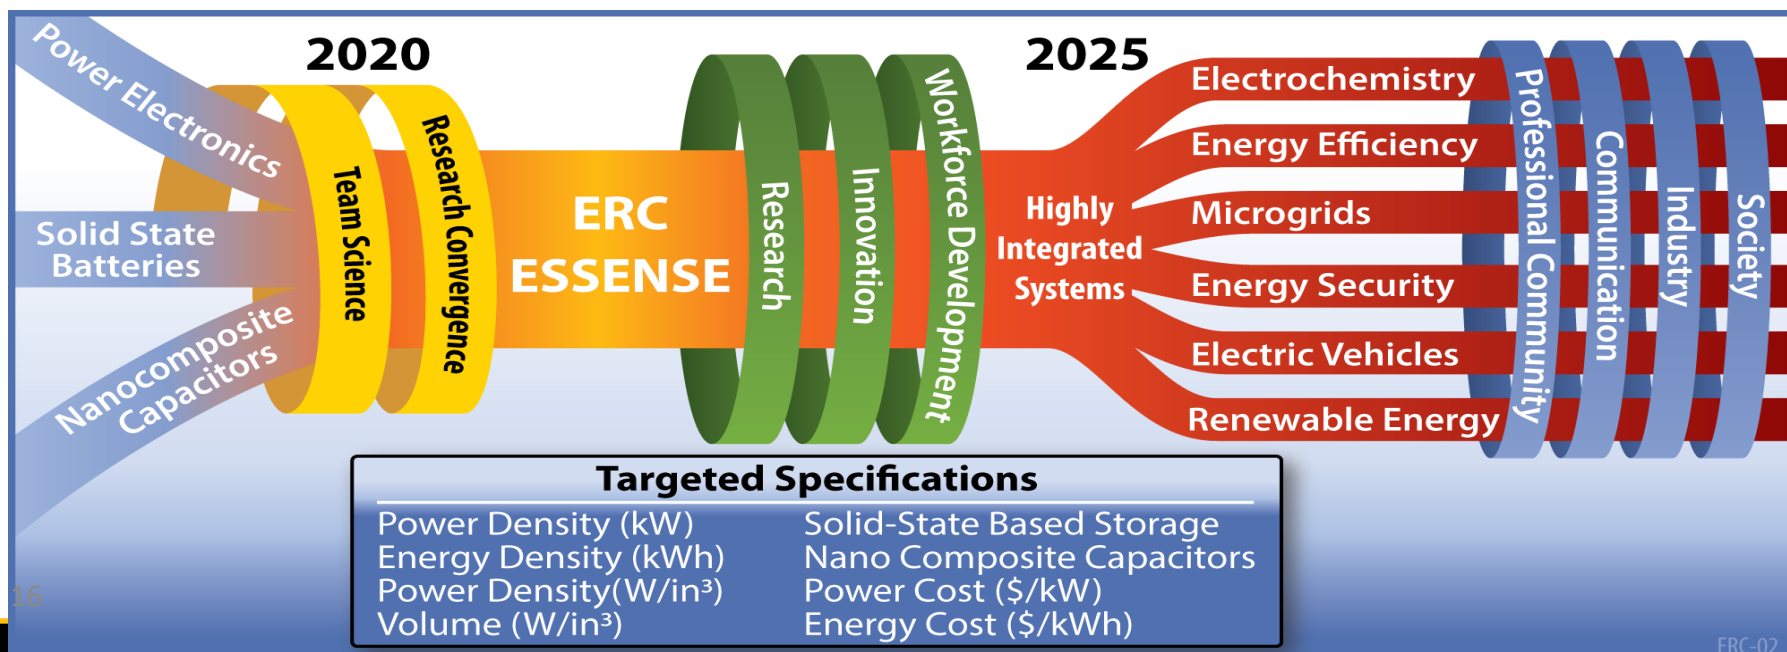 2020
2025
Power Electronics
Solid State
Batteries
Nanocomposite
Capacitors
Team Science
Research Convergence
ERC
ESSENSE
Research
Innovation
Workforce Development
Highly
Integrated
Systems
Electrochemistry
Energy Efficiency
Microgrids
Energy Security
Electric Vehicles
Renewable Energy
Professional Community
Communication
Industry
Society
Targeted Specifications
Power Density (kW)
Energy Density (kWh)
Power Density(W/in³)
Volume (W/in³)
Solid-State Based Storage
Nano Composite Capacitors
Power Cost ($/kW)
Energy Cost ($/kWh)
16
ERC-02